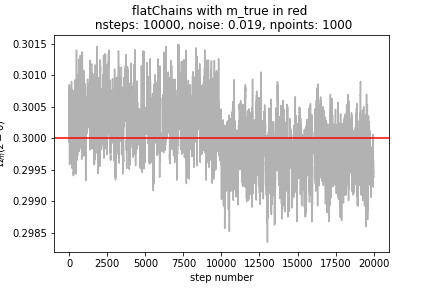 flatChains with m_true in red
nsteps: 10000, noise: 0.019, npoints: 1000
0.3015
0.3010
0.3005
0.3000
0.2995
0.2990
0.2985
0 2500 5000 7500 10000 12500 15000 17500 20000
step number